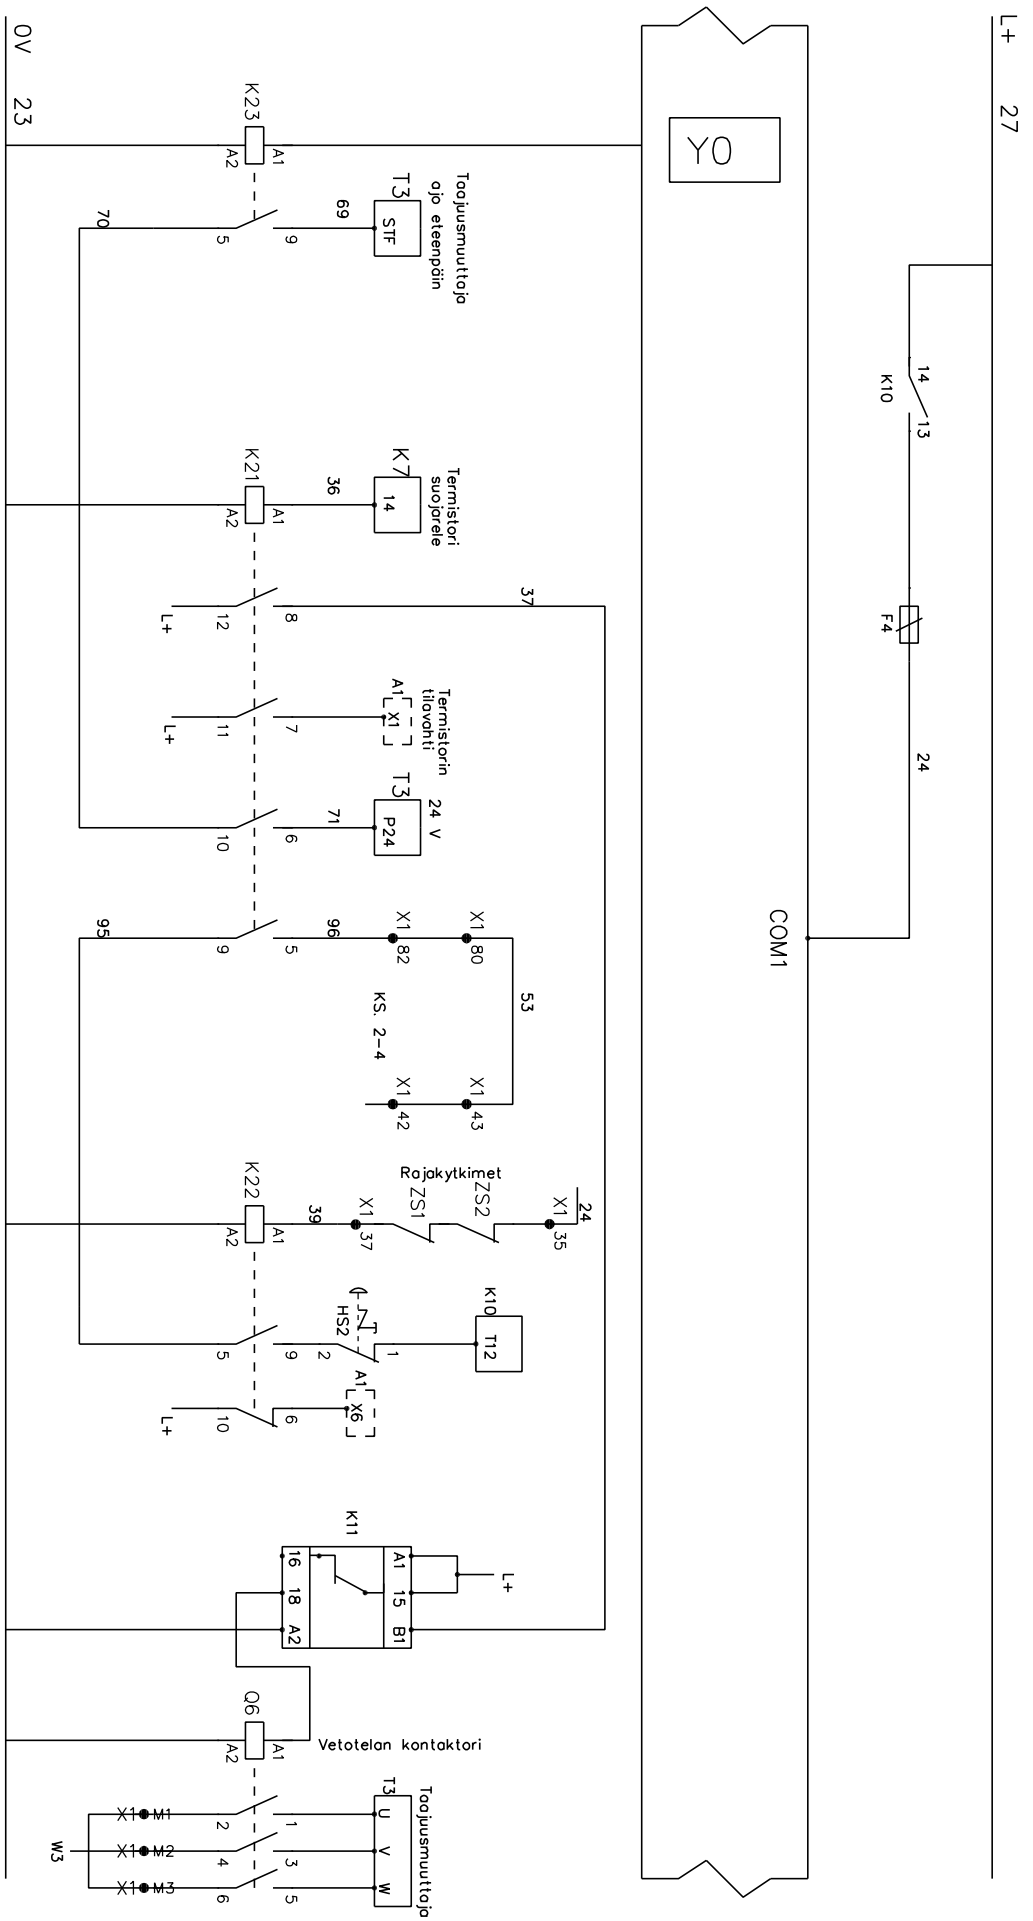 L+ 27
0V 23
Y0
COM1
14
K10
13
F4
24
K23
A1
A2
Taajuusmuuttaja
ajo eteenpäin
T3
STF
69
70
9
5
K21
A1
A2
Termistori
suojarele
K7
14
36
37
8
12
L+
Termistorin
tilavahti
A1
X1
7
11
L+
24 V
T3
P24
71
6
10
95
96
5
9
X1
82
X1
80
53
KS. 2-4
X1
42
X1
43
Rajakytkimet
K22
A1
A2
39
X1
37
ZS1
ZS2
X1
35
24
K10
T12
HS2
1
2
9
5
A1
X6
6
10
L+
K11
L+
A1
15
B1
16
18
A2
Q6
A1
A2
Vetotelan kontaktori
Taajuusmuuttaja
T3
U
V
W
1
3
5
2
4
6
X1 M1
X1 M2
X1 M3
W3